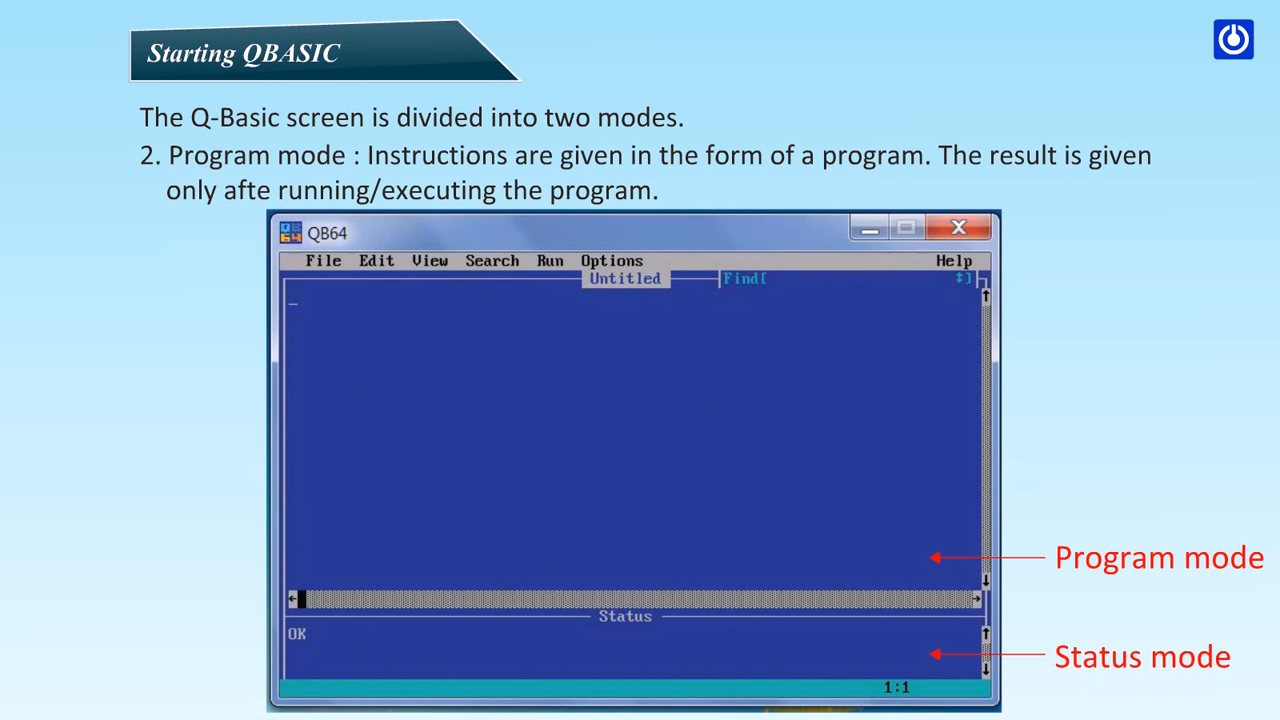 Starting QBASIC
The Q-Basic screen is divided into two modes.
2. Program mode : Instructions are given in the form of a program. The result is given
only afte running/executing the program.
QB64
File Edit View Search Run Options Help
Untitled Find[ ↕]
Program mode
Status
OK
Status mode
1:1